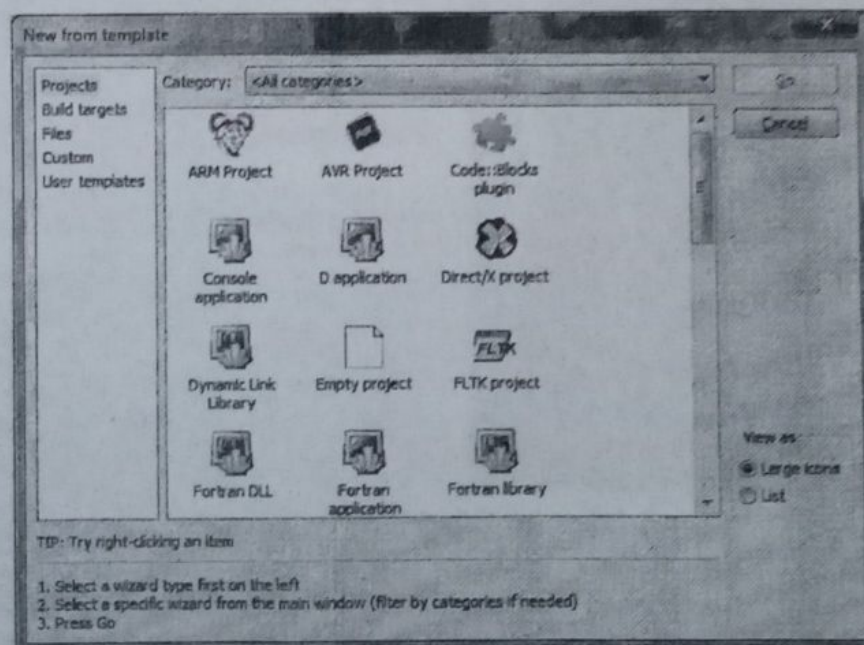 New from template
Projects
Build targets
Files
Custom
User templates
Category: <All categories>
Go
Cancel
ARM Project AVR Project Code::Blocks
plugin
Console
application D application Direct/X project
Dynamic Link
Library Empty project FLTK project
FLTK
Fortran DLL Fortran
application Fortran library
View as
Large icons
List
TIP: Try right-clicking an item
1. Select a wizard type first on the left
2. Select a specific wizard from the main window (filter by categories if needed)
3. Press Go